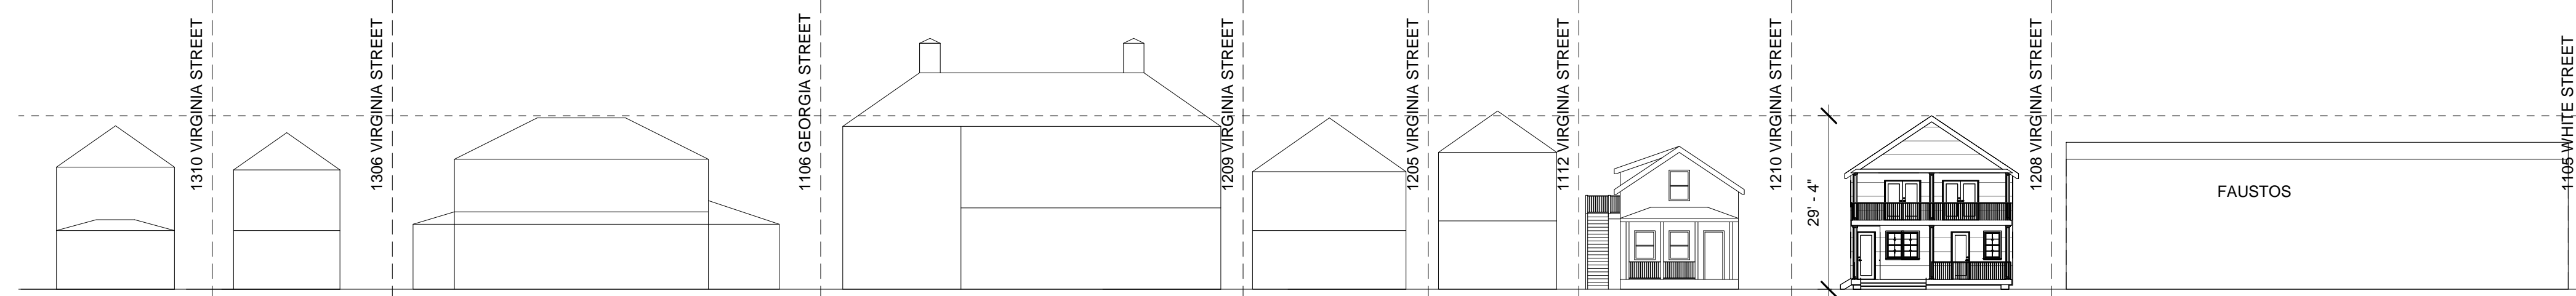 1310 VIRGINIA STREET
1306 VIRGINIA STREET
1106 GEORGIA STREET
1209 VIRGINIA STREET
1205 VIRGINIA STREET
1112 VIRGINIA STREET
1210 VIRGINIA STREET
29' - 4"
1208 VIRGINIA STREET
FAUSTOS
1105 WHITE STREET